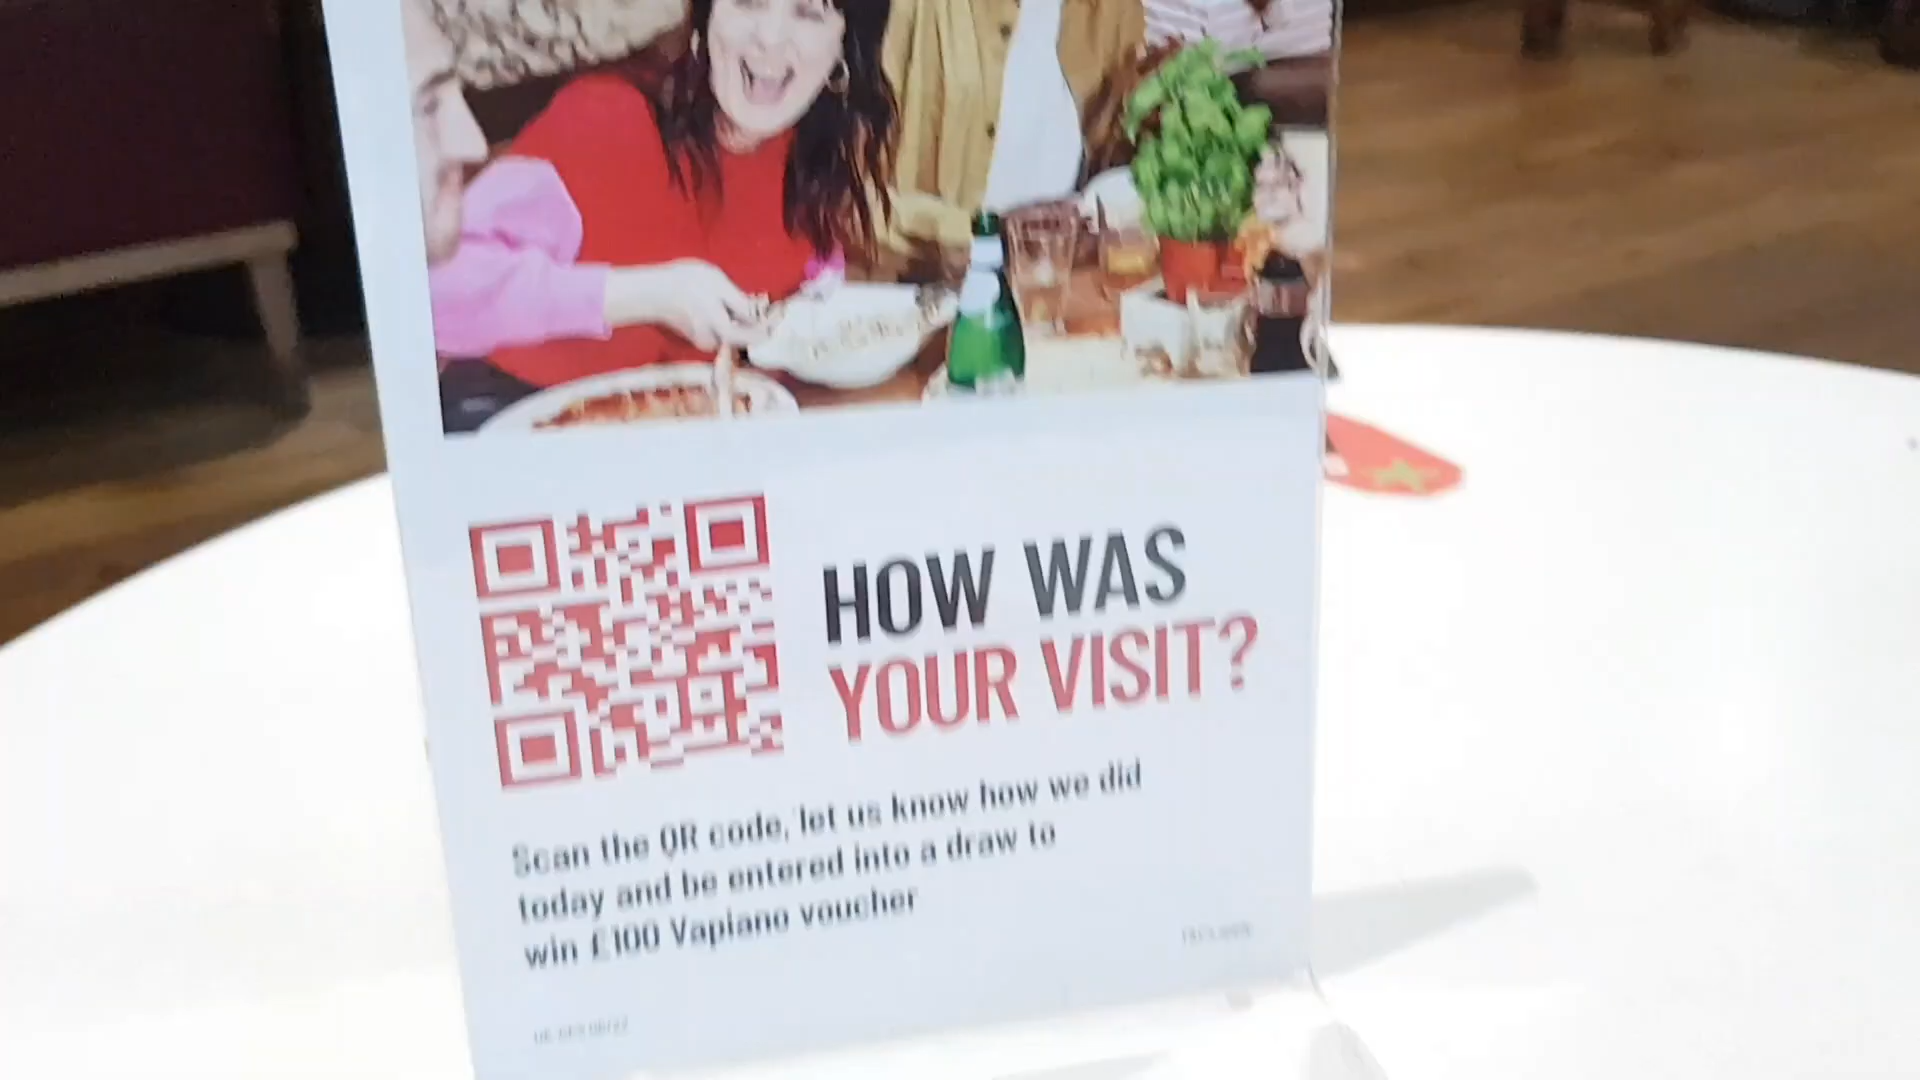 HOW WAS
YOUR VISIT?
Scan the QR code, let us know how we did
today and be entered into a draw to
win £100 Vapiano voucher